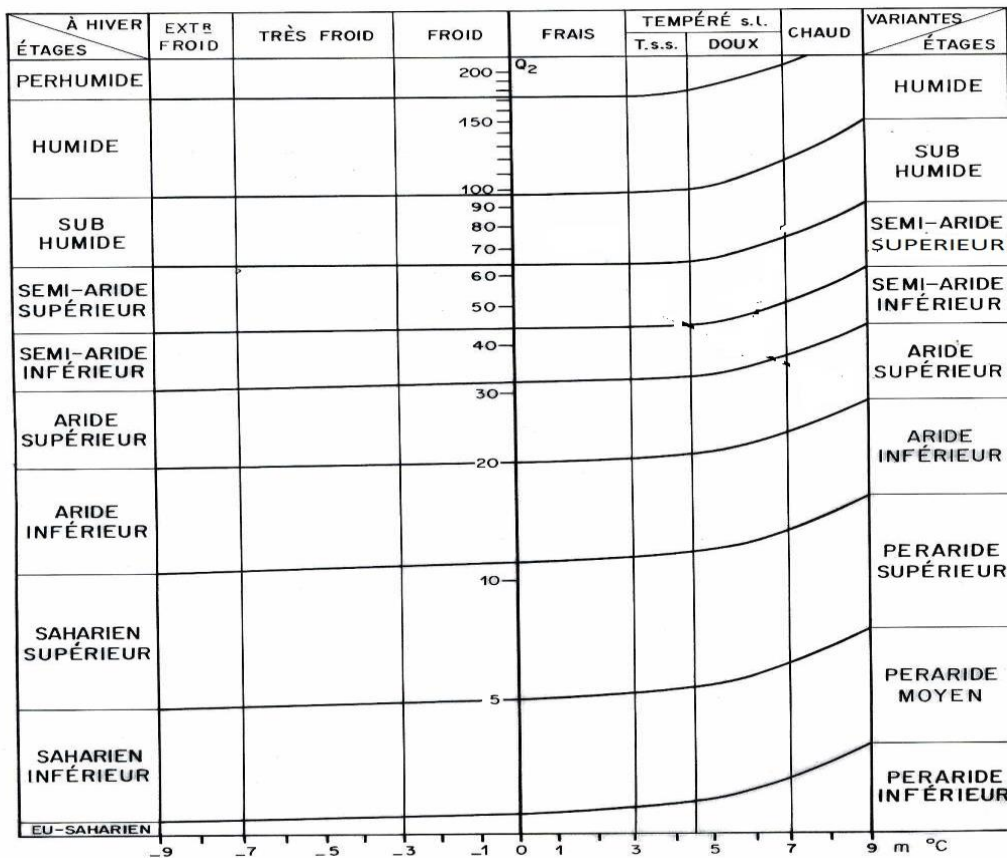 À HIVER
ÉTAGES
EXTR
FROID
TRÈS FROID
FROID
FRAIS
TEMPÉRÉ s.l.
T.s.s.
DOUX
CHAUD
VARIANTES
ÉTAGES
PERHUMIDE
HUMIDE
SUB
HUMIDE
SEMI-ARIDE
SUPÉRIEUR
SEMI-ARIDE
INFÉRIEUR
ARIDE
SUPÉRIEUR
ARIDE
INFÉRIEUR
SAHARIEN
SUPÉRIEUR
SAHARIEN
INFÉRIEUR
EU-SAHARIEN
Q2
200
150
100
90
80
70
60
50
40
30
20
10
5
HUMIDE
SUB
HUMIDE
SEMI-ARIDE
SUPERIEUR
SEMI-ARIDE
INFÉRIEUR
ARIDE
SUPÉRIEUR
ARIDE
INFÉRIEUR
PERARIDE
SUPÉRIEUR
PERARIDE
MOYEN
PERARIDE
INFÉRIEUR
-9 -7 -5 -3 -1 0 1 3 5 7 9 m °C